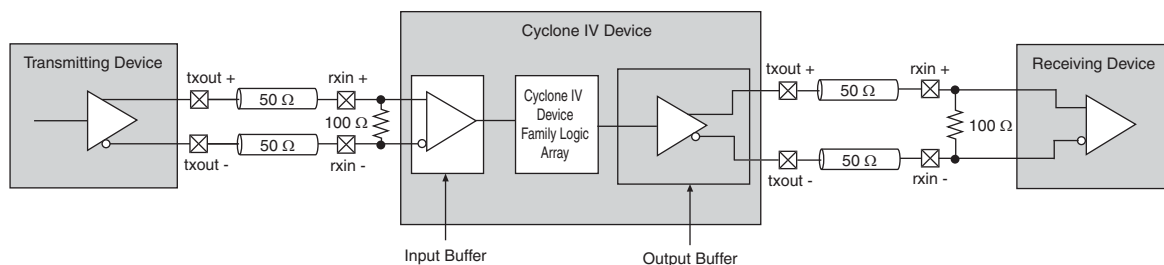 Cyclone IV Device
Transmitting Device
txout +
rxin +
50 Ω
100 Ω
50 Ω
txout -
rxin -
Cyclone IV
Device
Family Logic
Array
txout +
rxin +
50 Ω
100 Ω
50 Ω
txout -
rxin -
Receiving Device
Input Buffer
Output Buffer